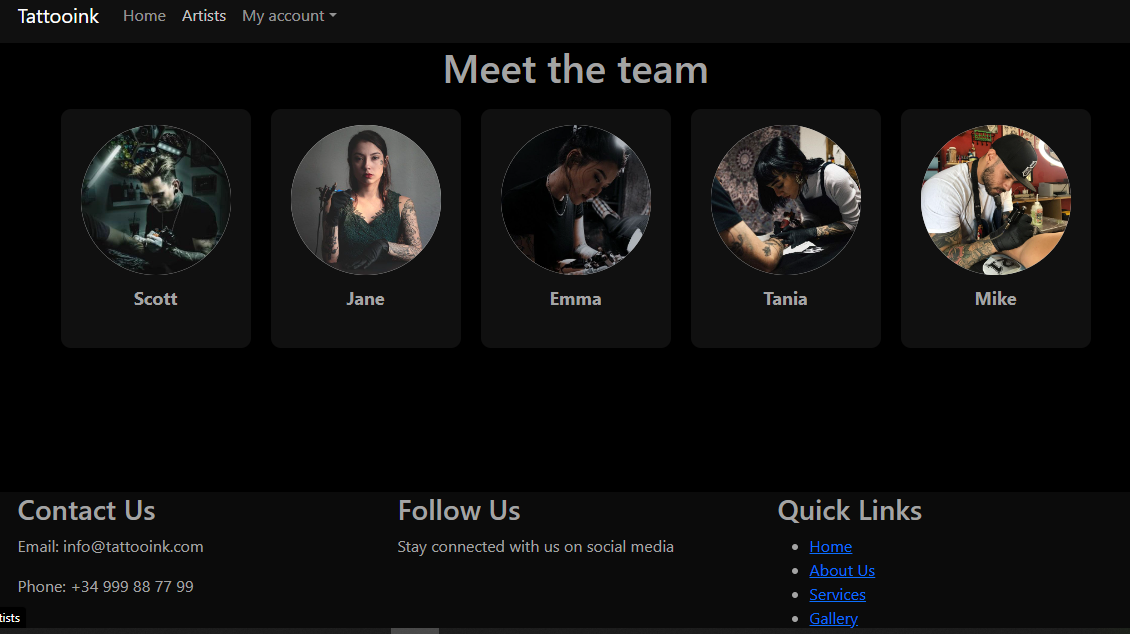 Tattooink Home Artists My account
Meet the team
Scott Jane Emma Tania Mike
Contact Us
Email: info@tattooink.com
Phone: +34 999 88 77 99
Follow Us
Stay connected with us on social media
Quick Links
Home
About Us
Services
Gallery
tists